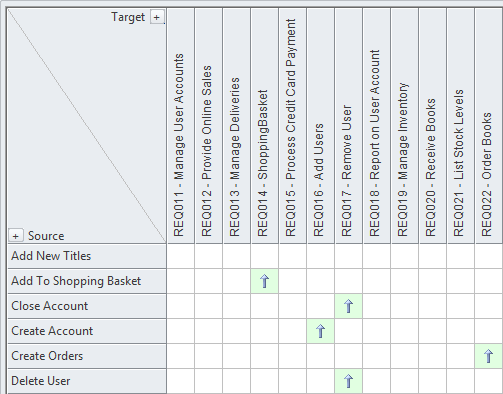 Target +
REQ011 - Manage User Accounts
REQ012 - Provide Online Sales
REQ013 - Manage Deliveries
REQ014 - ShoppingBasket
REQ015 - Process Credit Card Payment
REQ016 - Add Users
REQ017 - Remove User
REQ018 - Report on User Account
REQ019 - Manage Inventory
REQ020 - Receive Books
REQ021 - List Stock Levels
REQ022 - Order Books
+ Source
Add New Titles
Add To Shopping Basket
Close Account
Create Account
Create Orders
Delete User